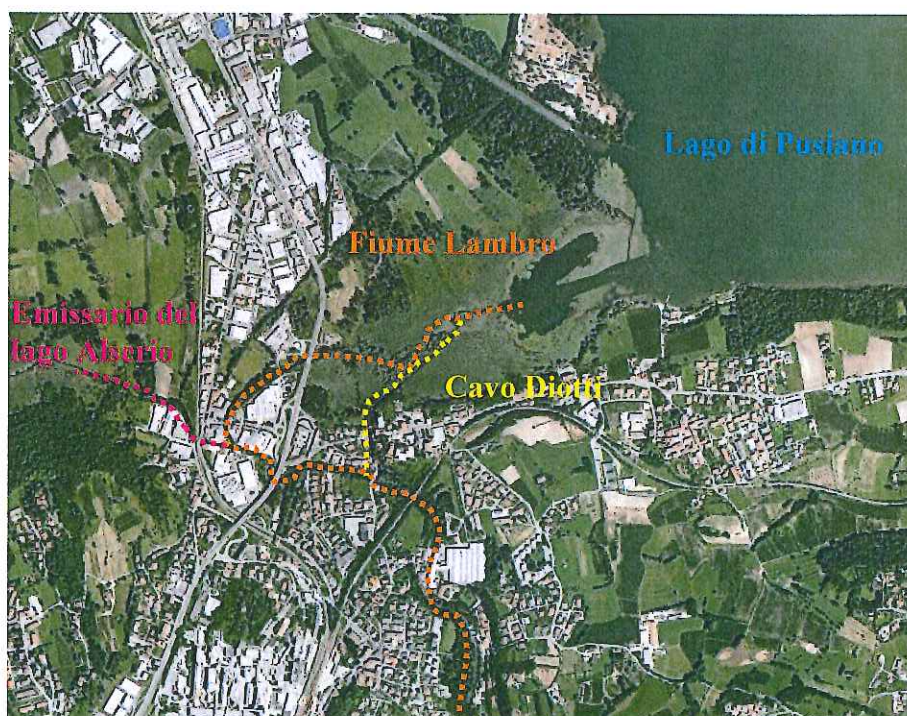 Lago di Pusiano
Fiume Lambro
Emissario del
lago Alserio
Cavo Diotti